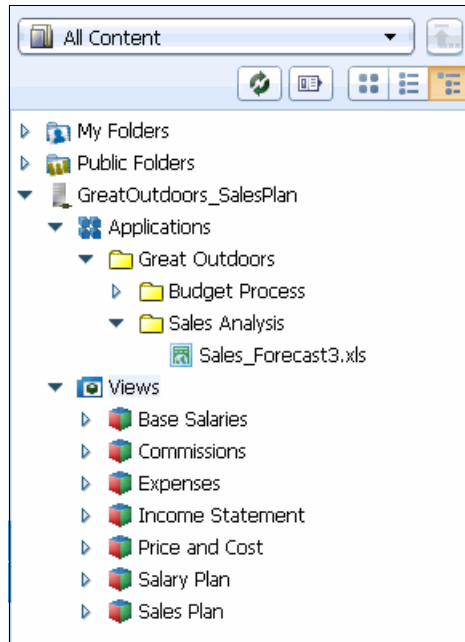 All Content
My Folders
Public Folders
GreatOutdoors_SalesPlan
Applications
Great Outdoors
Budget Process
Sales Analysis
Sales_Forecast3.xls
Views
Base Salaries
Commissions
Expenses
Income Statement
Price and Cost
Salary Plan
Sales Plan